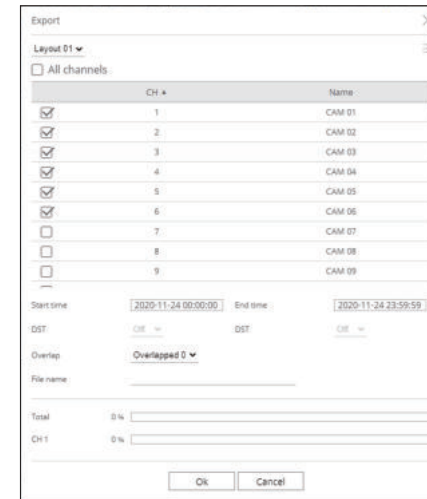 Export
Layout 01
All channels
CH Name
1 CAM 01
2 CAM 02
3 CAM 03
4 CAM 04
5 CAM 05
6 CAM 06
7 CAM 07
8 CAM 08
9 CAM 09
Start time 2020-11-24 00:00:00 End time 2020-11-24 23:59:59
DST Off DST Off
Overlap Overlapped 0
File name
Total 0 %
CH 1 0 %
Ok Cancel